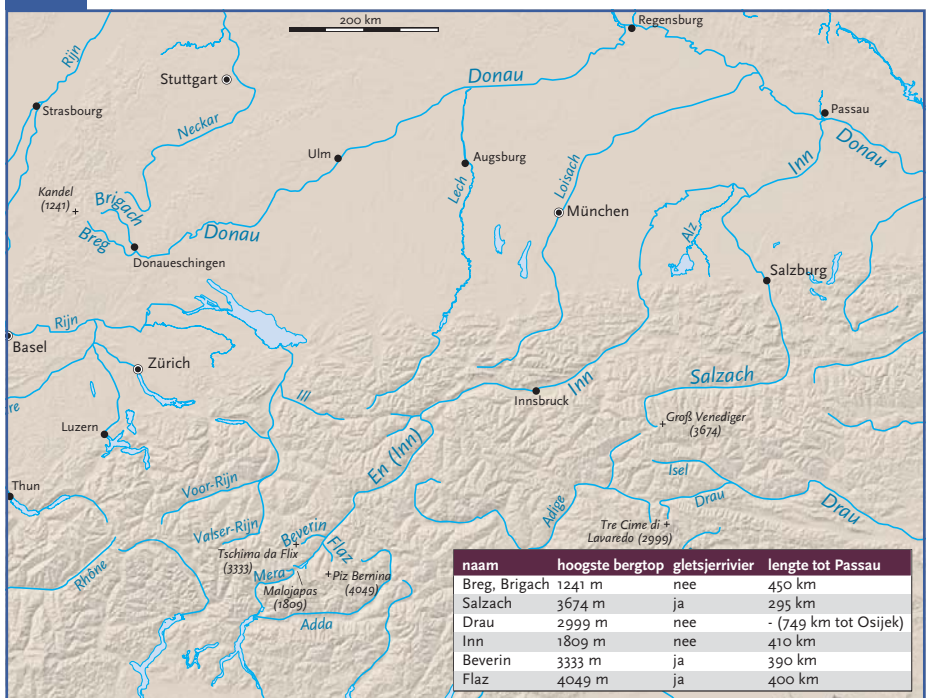 200 km
Regensburg
Rijn
Stuttgart
Donau
Strasbourg
Passau
Neckar
Donau
Ulm
Augsburg
Inn
Loisach
Lech
Kandel
(1241)
Brigach
München
Alz
Breg
Donau
Donaueschingen
Salzburg
Rijn
Basel
Zürich
Inn
Salzach
Ill
Innsbruck
re
Groß Venediger
(3674)
Luzern
En (Inn)
Isel
Voor-Rijn
Thun
Drau
Drau
Adige
Valser-Rijn
Beverin
Tre Cime di
Lavaredo (2999)
Tschima da Flix
(3333)
Flaz
Rhône
Mera
Piz Bernina
(4049)
Malojapas
(1809)
Adda
naam hoogste bergtop gletsjerrivier lengte tot Passau
Breg, Brigach 1241 m nee 450 km
Salzach 3674 m ja 295 km
Drau 2999 m nee - (749 km tot Osijek)
Inn 1809 m nee 410 km
Beverin 3333 m ja 390 km
Flaz 4049 m ja 400 km